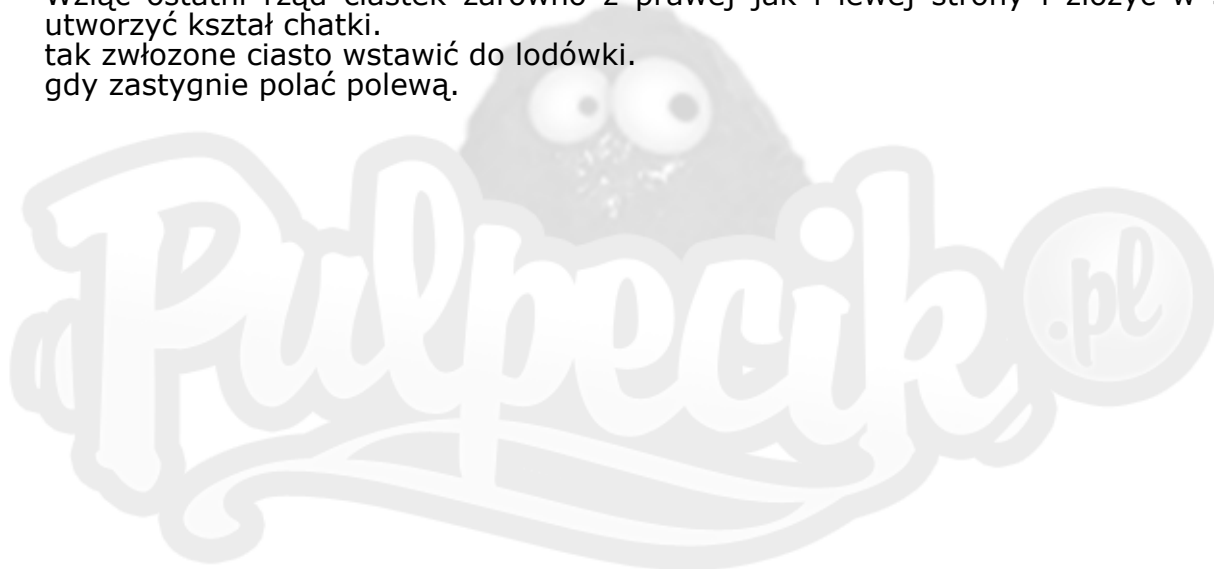 Wziąć ostatni rząd ciastek zarówno z prawej jak i lewej strony i złożyć w
utworzyć kształ chatki.
tak zwłozone ciasto wstawić do lodówki.
gdy zastygnie polać polewą.
Pulpecik .pl